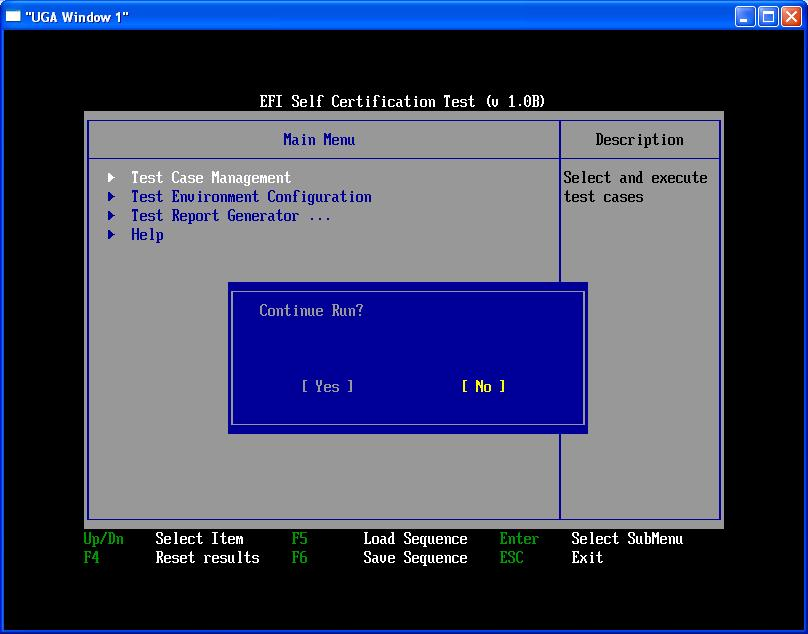 "UGA Window 1"
EFI Self Certification Test (v 1.0B)
Main Menu
Description
Test Case Management
Test Environment Configuration
Test Report Generator ...
Help
Select and execute
test cases
Continue Run?
[ Yes ] [ No ]
Up/Dn Select Item F5 Load Sequence Enter Select SubMenu
F4 Reset results F6 Save Sequence ESC Exit